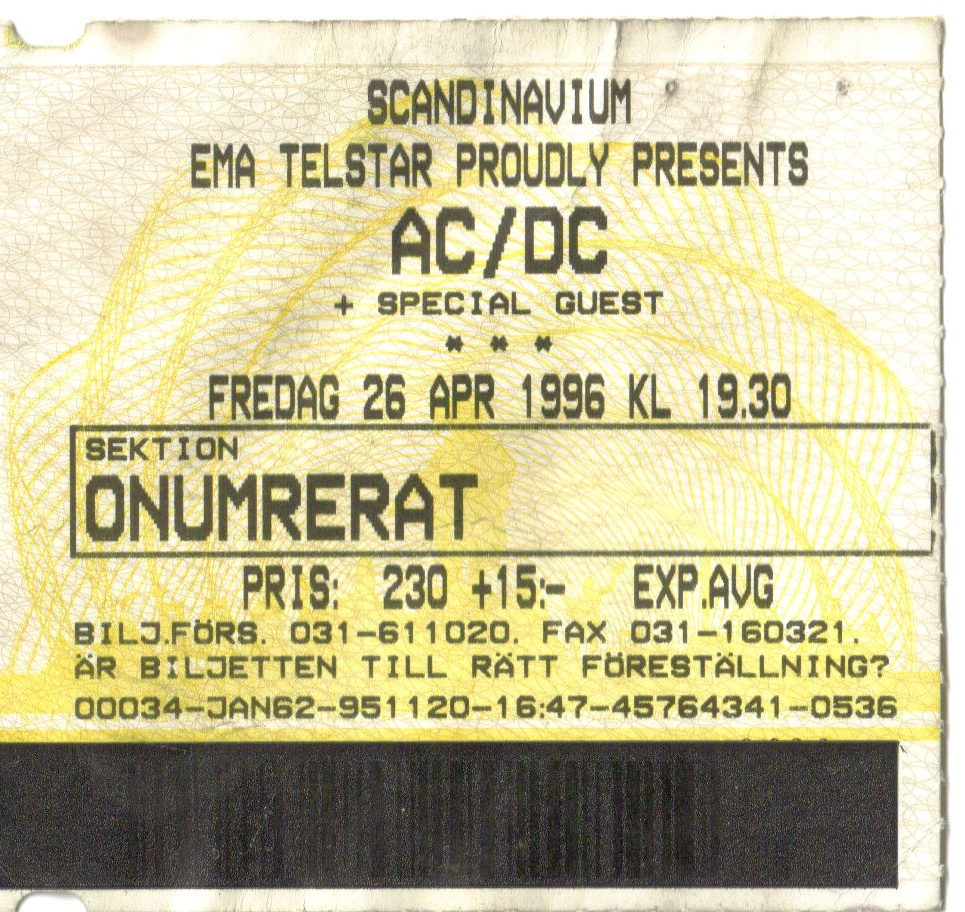 SCANDINAVIUM
EMA TELSTAR PROUDLY PRESENTS
AC/DC
+ SPECIAL GUEST
* * *
FREDAG 26 APR 1996 KL 19.30
SEKTION
ONUMRERAT
PRIS: 230 +15:- EXP.AVG
BILJ.FÖRS. 031-611020. FAX 031-160321.
ÄR BILJETTEN TILL RÄTT FÖRESTÄLLNING?
00034-JAN62-951120-16:47-45764341-0536